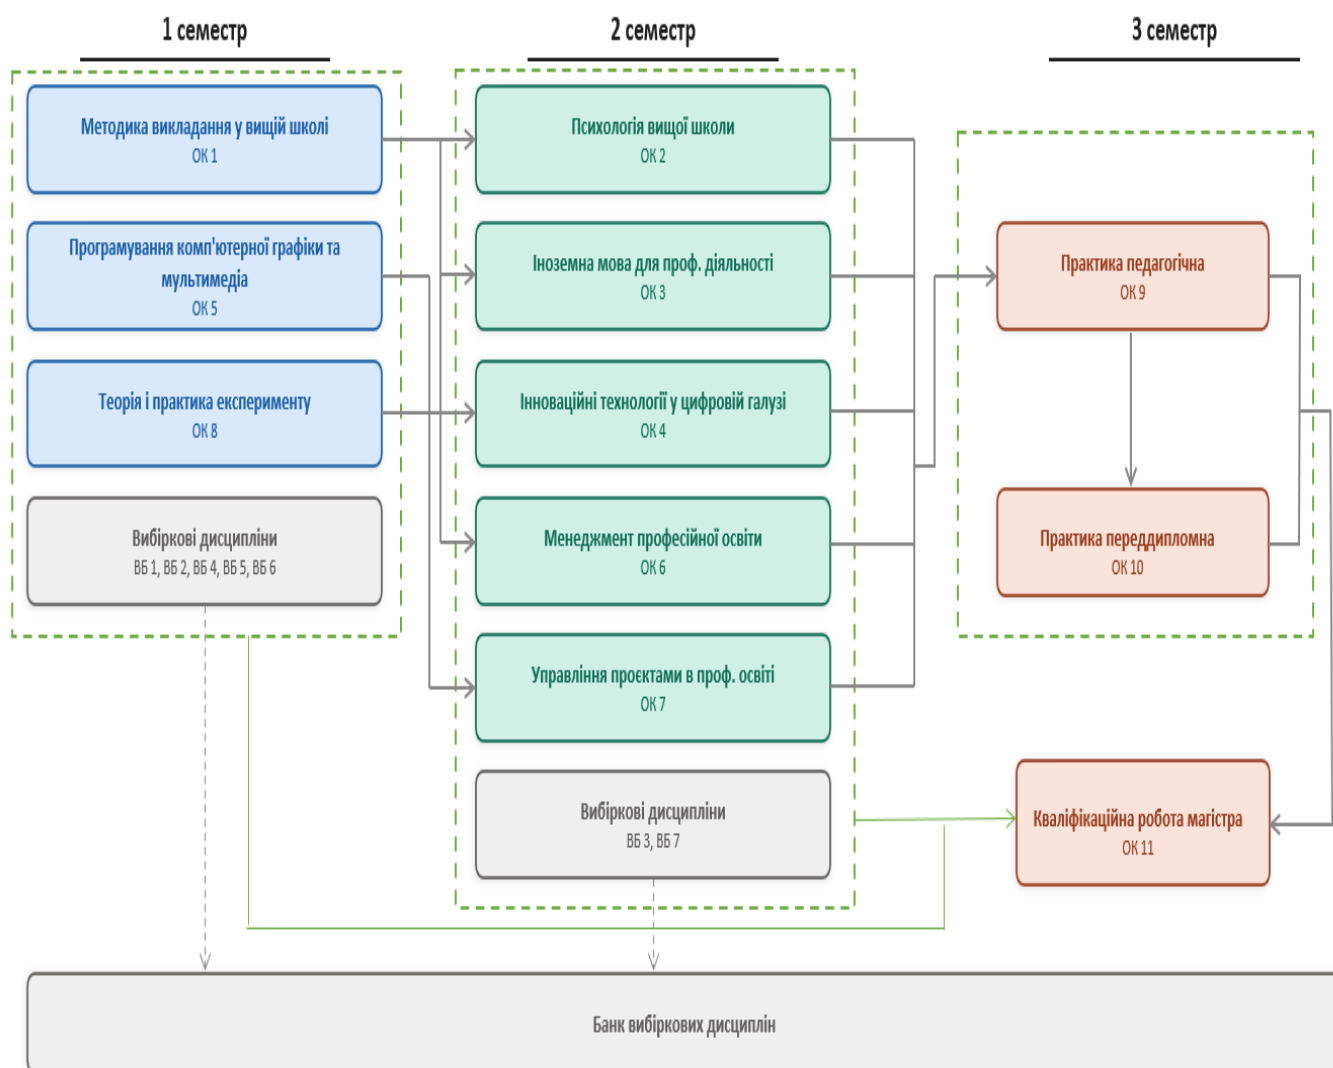 1 семестр
2 семестр
3 семестр
Методика викладання у вищій школі
ОК 1
Програмування комп'ютерної графіки та
мультимедіа
ОК 5
Теорія і практика експерименту
ОК 8
Вибіркові дисципліни
ВБ 1, ВБ 2, ВБ 4, ВБ 5, ВБ 6
Психологія вищої школи
ОК 2
Іноземна мова для проф. діяльності
ОК 3
Інноваційні технології у цифровій галузі
ОК 4
Менеджмент професійної освіти
ОК 6
Управління проєктами в проф. освіті
ОК 7
Вибіркові дисципліни
ВБ 3, ВБ 7
Практика педагогічна
ОК 9
Практика переддипломна
ОК 10
Кваліфікаційна робота магістра
ОК 11
Банк вибіркових дисциплін